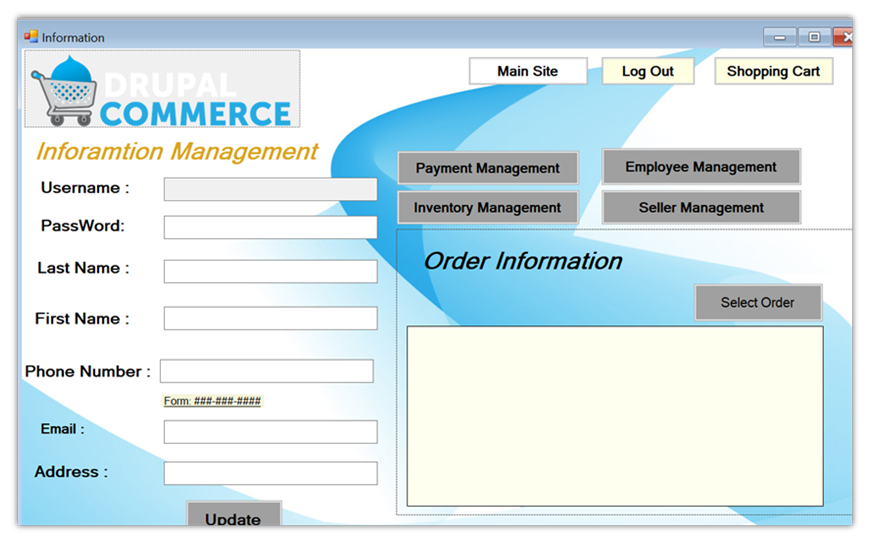 Information
DRUPAL
COMMERCE
Main Site
Log Out
Shopping Cart
Inforamtion Management
Username :
PassWord:
Last Name :
First Name :
Phone Number :
Form: ###-###-####
Email :
Address :
Update
Payment Management
Employee Management
Inventory Management
Seller Management
Order Information
Select Order